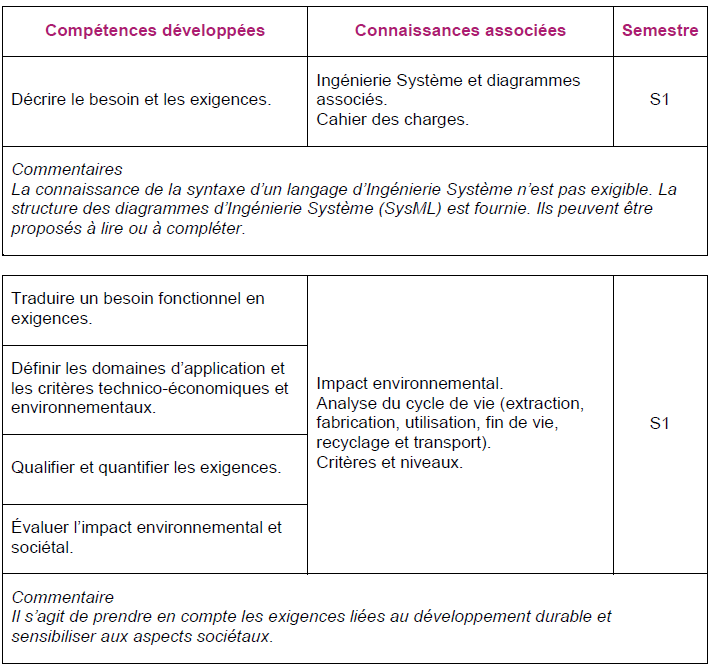 Compétences développées
Connaissances associées
Semestre
Décrire le besoin et les exigences.
Ingénierie Système et diagrammes
associés.
Cahier des charges.
S1
Commentaires
La connaissance de la syntaxe d’un langage d’Ingénierie Système n’est pas exigible. La
structure des diagrammes d’Ingénierie Système (SysML) est fournie. Ils peuvent être
proposés à lire ou à compléter.
Traduire un besoin fonctionnel en
exigences.
Définir les domaines d’application et
les critères technico-économiques et
environnementaux.
Qualifier et quantifier les exigences.
Évaluer l’impact environnemental et
sociétal.
Impact environnemental.
Analyse du cycle de vie (extraction,
fabrication, utilisation, fin de vie,
recyclage et transport).
Critères et niveaux.
S1
Commentaire
Il s’agit de prendre en compte les exigences liées au développement durable et
sensibiliser aux aspects sociétaux.